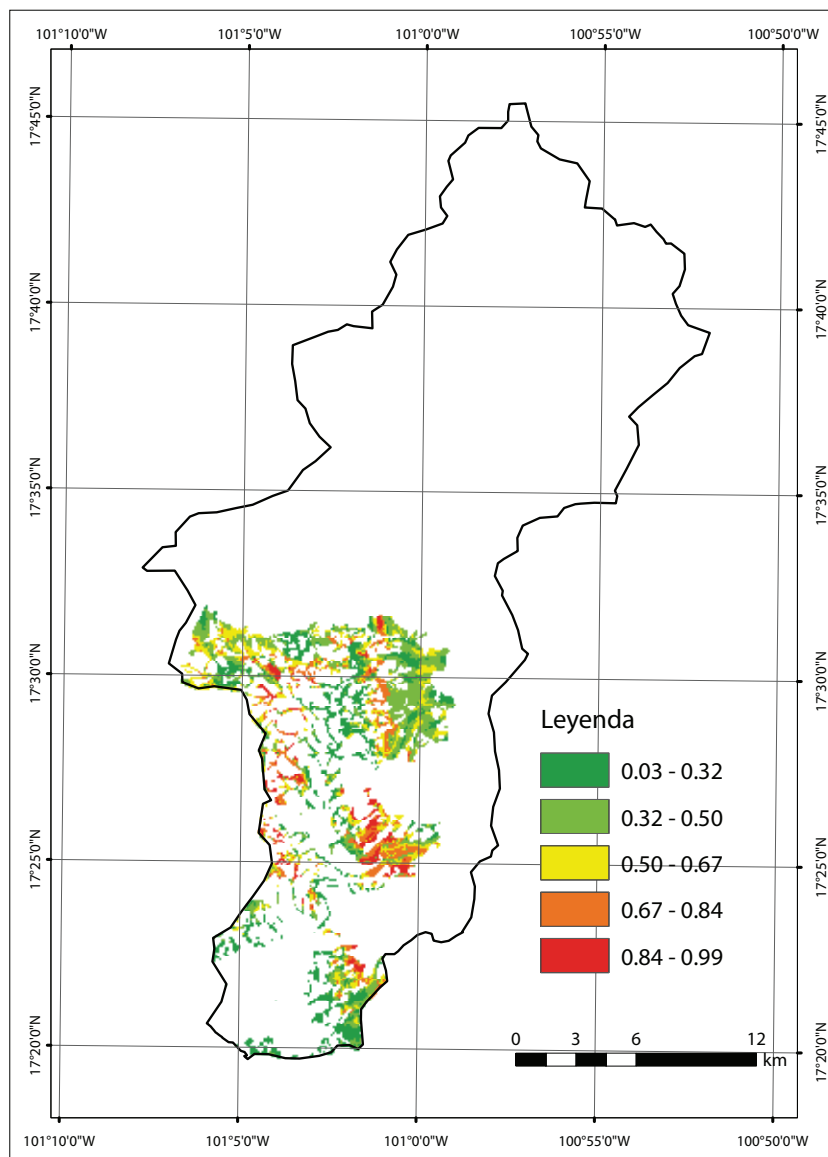 101°10'0"W 101°5'0"W 101°0'0"W 100°55'0"W 100°50'0"W
17°45'0"N 17°45'0"N
17°40'0"N 17°40'0"N
17°35'0"N 17°35'0"N
17°30'0"N 17°30'0"N
Leyenda
0.03 - 0.32
0.32 - 0.50
0.50 - 0.67
17°25'0"N 17°25'0"N
0.67 - 0.84
0.84 - 0.99
17°20'0"N 17°20'0"N
0 3 6 12
km
101°10'0"W 101°5'0"W 101°0'0"W 100°55'0"W 100°50'0"W